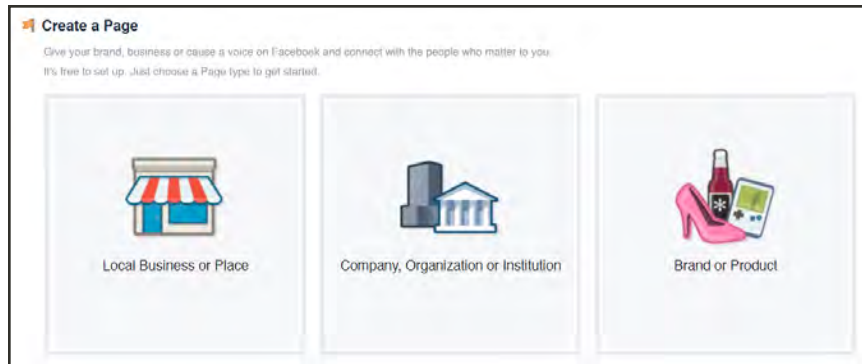 Create a Page
Give your brand, business or cause a voice on Facebook and connect with the people who matter to you.
It's free to set up. Just choose a Page type to get started.
Local Business or Place
Company, Organization or Institution
Brand or Product